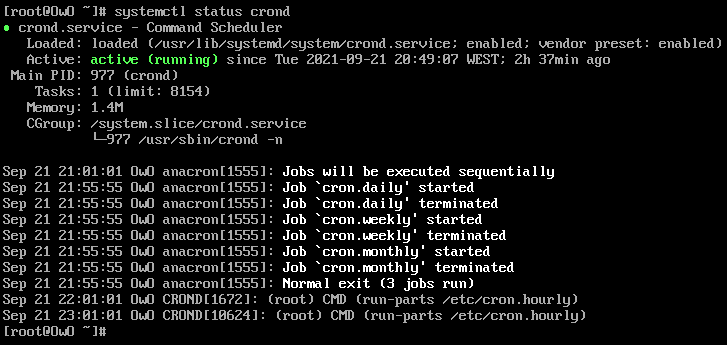 [root@OwO ~]# systemctl status crond
● crond.service - Command Scheduler
   Loaded: loaded (/usr/lib/systemd/system/crond.service; enabled; vendor preset: enabled)
   Active: active (running) since Tue 2021-09-21 20:49:07 WEST; 2h 37min ago
 Main PID: 977 (crond)
    Tasks: 1 (limit: 8154)
   Memory: 1.4M
   CGroup: /system.slice/crond.service
           └─977 /usr/sbin/crond -n

Sep 21 21:01:01 OwO anacron[1555]: Jobs will be executed sequentially
Sep 21 21:55:55 OwO anacron[1555]: Job `cron.daily' started
Sep 21 21:55:55 OwO anacron[1555]: Job `cron.daily' terminated
Sep 21 21:55:55 OwO anacron[1555]: Job `cron.weekly' started
Sep 21 21:55:55 OwO anacron[1555]: Job `cron.weekly' terminated
Sep 21 21:55:55 OwO anacron[1555]: Job `cron.monthly' started
Sep 21 21:55:55 OwO anacron[1555]: Job `cron.monthly' terminated
Sep 21 21:55:55 OwO anacron[1555]: Normal exit (3 jobs run)
Sep 21 22:01:01 OwO CROND[1672]: (root) CMD (run-parts /etc/cron.hourly)
Sep 21 23:01:01 OwO CROND[10624]: (root) CMD (run-parts /etc/cron.hourly)
[root@OwO ~]#